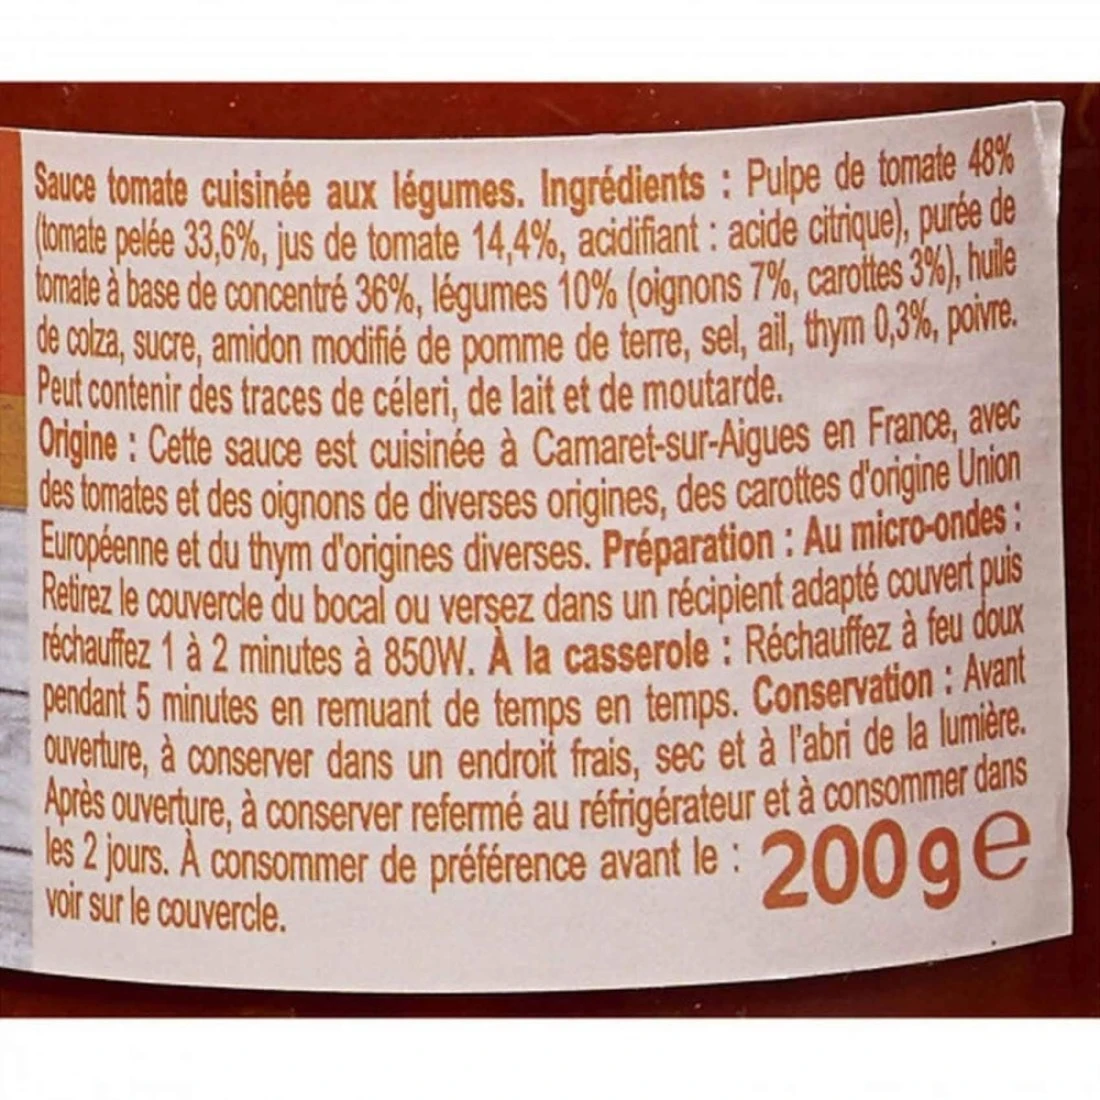 Sauce tomate cuisinée aux légumes. Ingrédients : Pulpe de tomate 48%
(tomate pelée 33,6%, jus de tomate 14,4%, acidifiant : acide citrique), purée de
tomate à base de concentré 36%, légumes 10% (oignons 7%, carottes 3%), huile
de colza, sucre, amidon modifié de pomme de terre, sel, ail, thym 0,3%, poivre.
Peut contenir des traces de céleri, de lait et de moutarde.
Origine : Cette sauce est cuisinée à Camaret-sur-Aigues en France, avec
des tomates et des oignons de diverses origines, des carottes d'origine Union
Européenne et du thym d'origines diverses. Préparation : Au micro-ondes :
Retirez le couvercle du bocal ou versez dans un récipient adapté couvert puis
réchauffez 1 à 2 minutes à 850W. À la casserole : Réchauffez à feu doux
pendant 5 minutes en remuant de temps en temps. Conservation : Avant
ouverture, à conserver dans un endroit frais, sec et à l'abri de la lumière.
Après ouverture, à conserver refermé au réfrigérateur et à consommer dans
les 2 jours. À consommer de préférence avant le :
voir sur le couvercle.
200g e